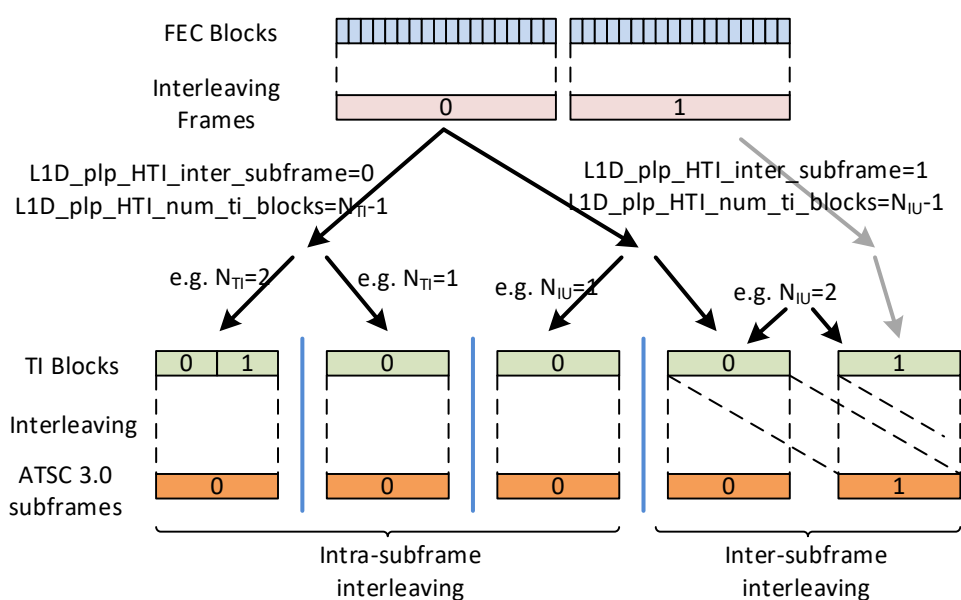 FEC Blocks
Interleaving
Frames
0
1
L1D_plp_HTI_inter_subframe=0
L1D_plp_HTI_num_ti_blocks=NTI-1
L1D_plp_HTI_inter_subframe=1
L1D_plp_HTI_num_ti_blocks=NIU-1
e.g. NTI=2
e.g. NTI=1
e.g. NIU=1
e.g. NIU=2
TI Blocks
0 1
0
0
0
1
Interleaving
ATSC 3.0
subframes
0
0
0
0
1
Intra-subframe
interleaving
Inter-subframe
interleaving